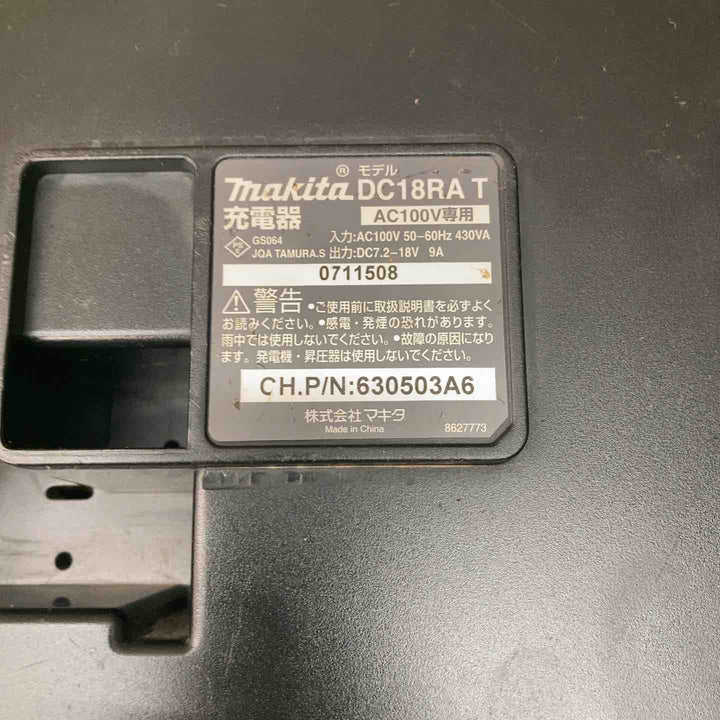 makita® モデル DC18RA T
充電器 AC100V専用
PS GS064 入力:AC100V 50-60Hz 430VA
JQA TAMURA.S 出力:DC7.2-18V 9A
0711508
⚠警告 •ご使用前に取扱説明書を必ずよく
お読みください。•感電・発煙の恐れがあります。
雨中では使用しないでください。•故障の原因になり
ます。発電機・昇圧器は使用しないでください。
CH.P/N:630503A6
株式会社マキタ
Made in China 8627773